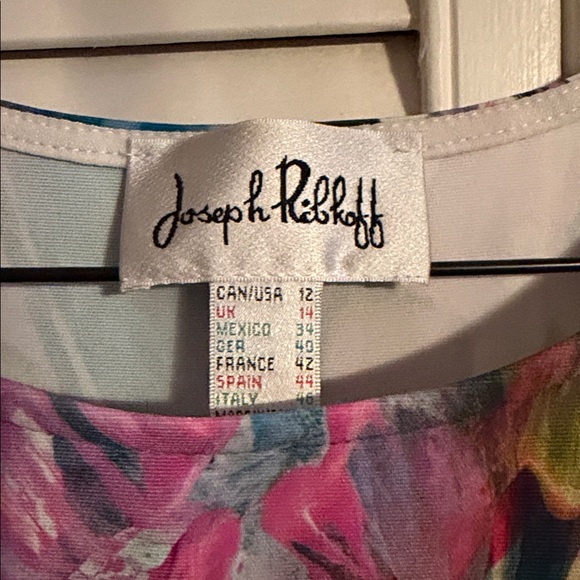 Joseph Ribkoff
CAN/USA 12
UK 14
MEXICO 34
GER 40
FRANCE 42
SPAIN 44
ITALY 46